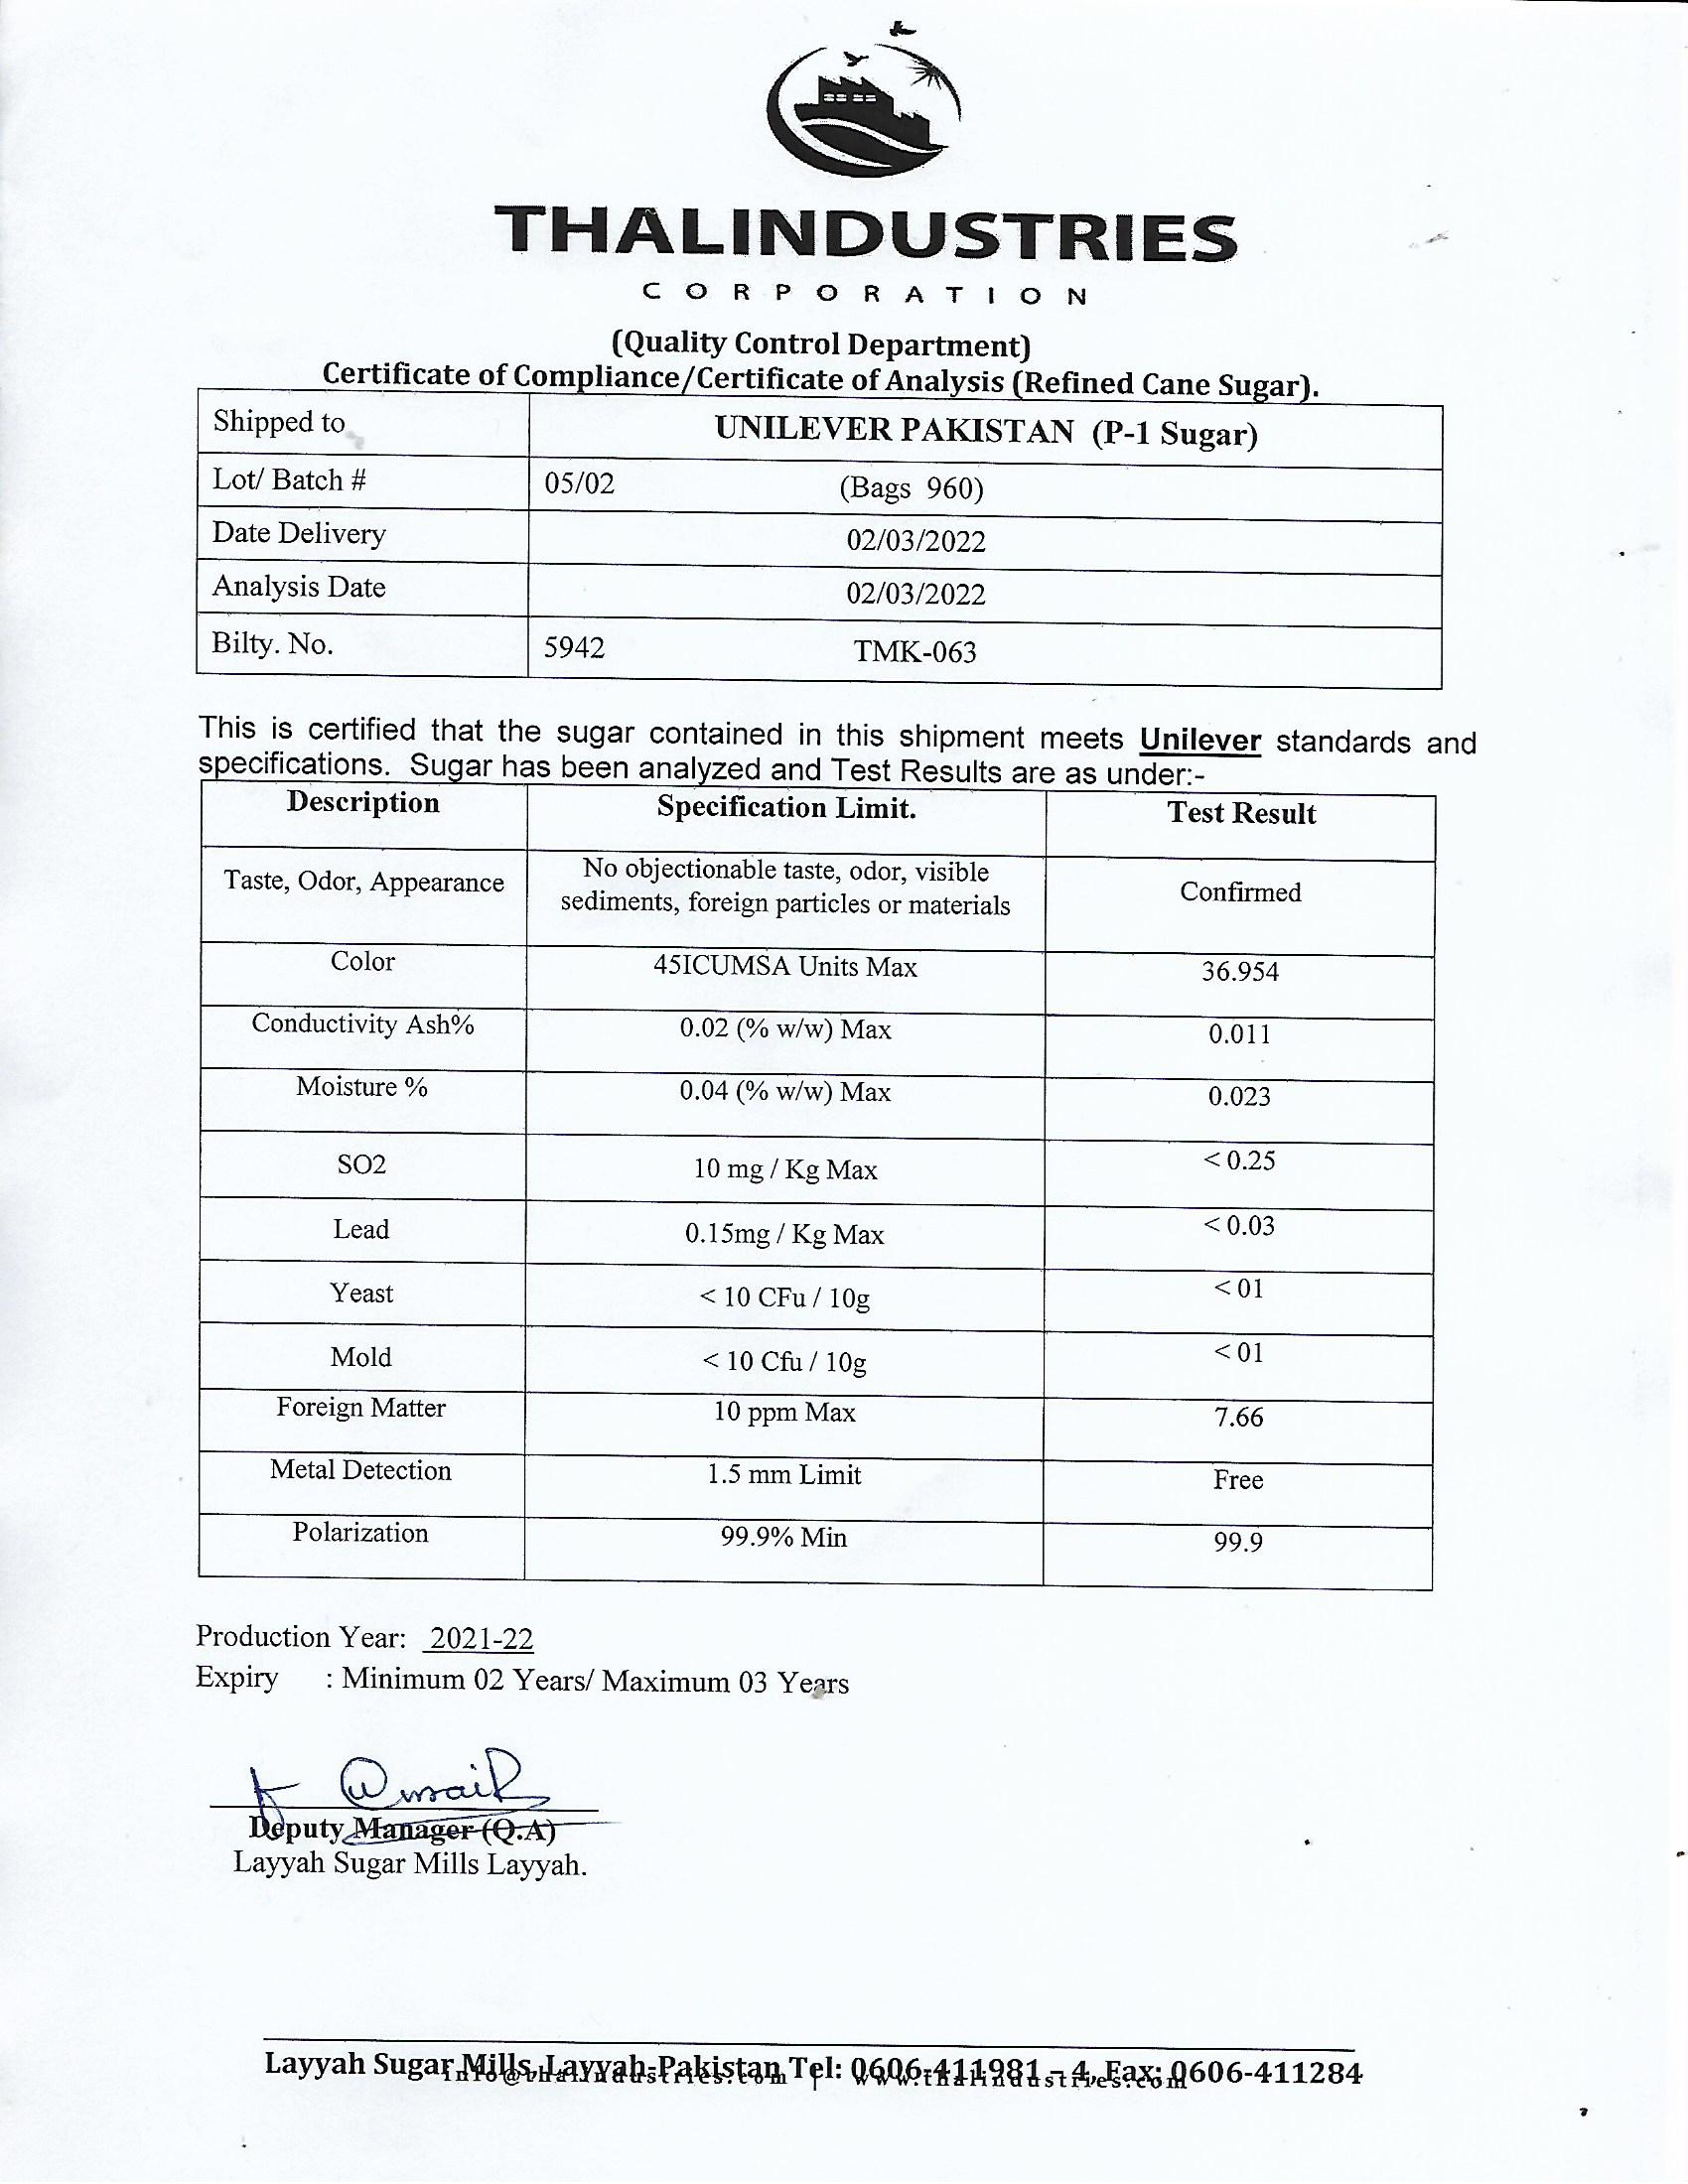 THALINDUSTRIES
CORPORATION
(Quality Control Department)
Certificate of Compliance/Certificate of Analysis (Refined Cane Sugar).
Shipped to UNILEVER PAKISTAN (P-1 Sugar)
Lot/ Batch # 05/02 (Bags 960)
Date Delivery 02/03/2022
Analysis Date 02/03/2022
Bilty. No. 5942 TMK-063
This is certified that the sugar contained in this shipment meets Unilever standards and
specifications. Sugar has been analyzed and Test Results are as under:-
Description Specification Limit. Test Result
Taste, Odor, Appearance No objectionable taste, odor, visible
sediments, foreign particles or materials Confirmed
Color 45ICUMSA Units Max 36.954
Conductivity Ash% 0.02 (% w/w) Max 0.011
Moisture % 0.04 (% w/w) Max 0.023
SO2 10 mg / Kg Max < 0.25
Lead 0.15mg / Kg Max < 0.03
Yeast < 10 CFu / 10g < 01
Mold < 10 Cfu / 10g < 01
Foreign Matter 10 ppm Max 7.66
Metal Detection 1.5 mm Limit Free
Polarization 99.9% Min 99.9
Production Year: 2021-22
Expiry : Minimum 02 Years/ Maximum 03 Years
Deputy Manager (Q.A)
Layyah Sugar Mills Layyah.
Layyah Sugar Mills, Layyah-Pakistan Tel: 0606-411981 – 4, Fax: 0606-411284
info@thalindustries.com | www.thalindustries.com